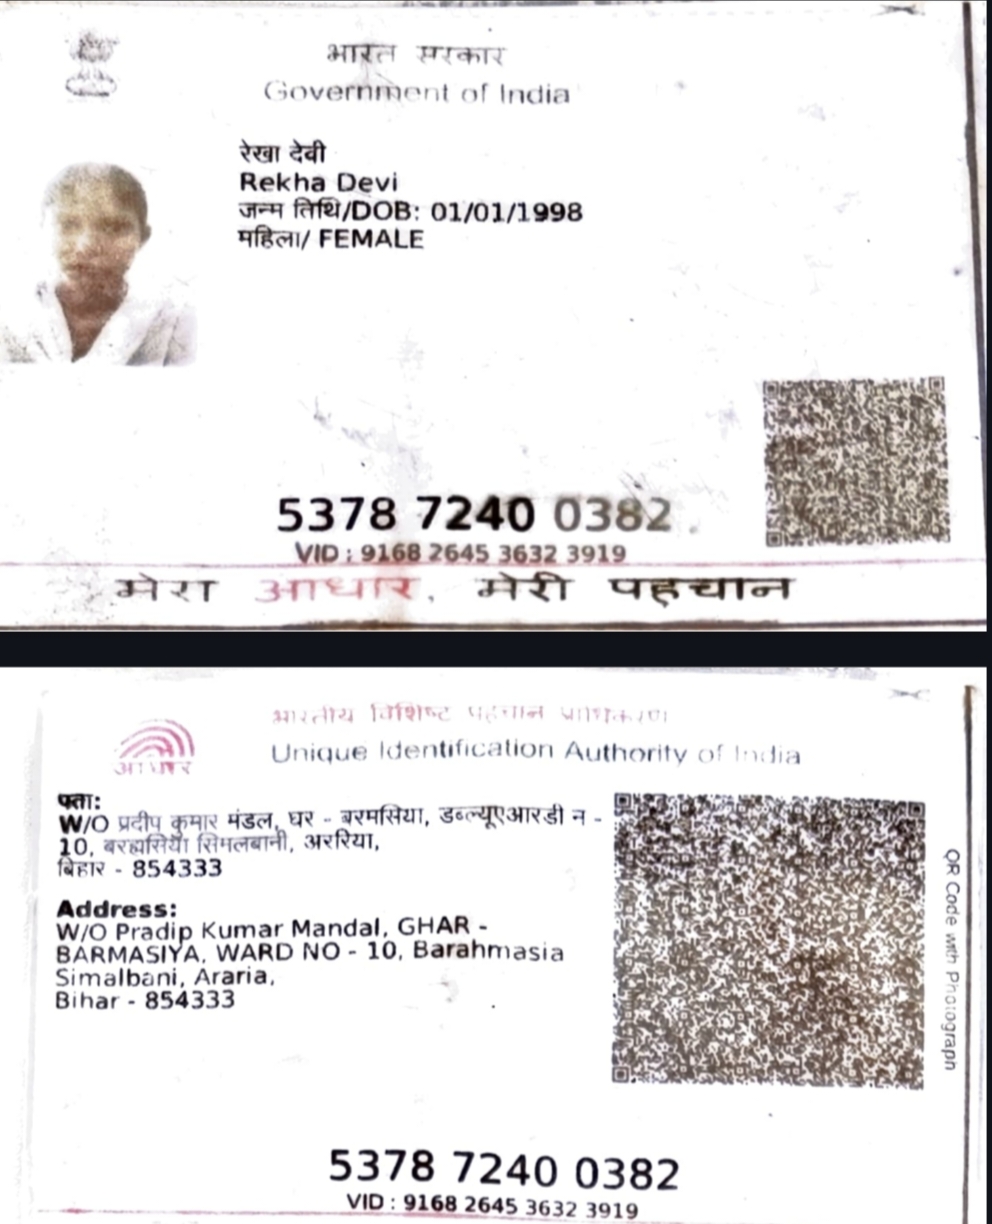 भारत सरकार
Government of India
रेखा देवी
Rekha Devi
जन्म तिथि/DOB: 01/01/1998
महिला/ FEMALE
5378 7240 0382
VID : 9168 2645 3632 3919
मेरा आधार, मेरी पहचान
भारतीय विशिष्ट पहचान प्राधिकरण
Unique Identification Authority of India
आधार
पता:
W/O प्रदीप कुमार मंडल, घर - बरमसिया, डब्ल्यूएआरडी न -
10, बरहमसिया सिमलबानी, अररिया,
बिहार - 854333
Address:
W/O Pradip Kumar Mandal, GHAR -
BARMASIYA, WARD NO - 10, Barahmasia
Simalbani, Araria,
Bihar - 854333
QR Code with Photograph
5378 7240 0382
VID : 9168 2645 3632 3919